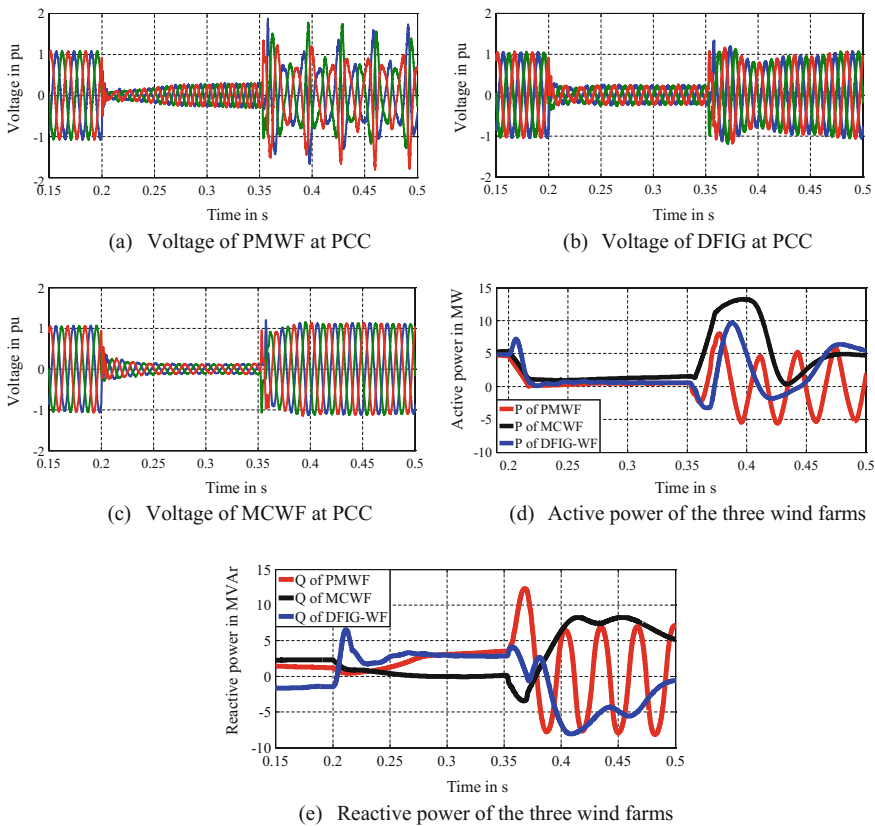 2
1
0
-1
-2
Voltage in pu
0.15 0.2 0.25 0.3 0.35 0.4 0.45 0.5
Time in s
(a) Voltage of PMWF at PCC
2
1
0
-1
-2
Voltage in pu
0.15 0.2 0.25 0.3 0.35 0.4 0.45 0.5
Time in s
(b) Voltage of DFIG at PCC
2
1
0
-1
-2
Voltage in pu
0.15 0.2 0.25 0.3 0.35 0.4 0.45 0.5
Time in s
(c) Voltage of MCWF at PCC
15
10
5
0
-5
-10
Active power in MW
P of PMWF
P of MCWF
P of DFIG-WF
0.2 0.25 0.3 0.35 0.4 0.45 0.5
Time in s
(d) Active power of the three wind farms
15
10
5
0
-5
-10
Reactive power in MVAr
Q of PMWF
Q of MCWF
Q of DFIG-WF
0.15 0.2 0.25 0.3 0.35 0.4 0.45 0.5
Time in s
(e) Reactive power of the three wind farms